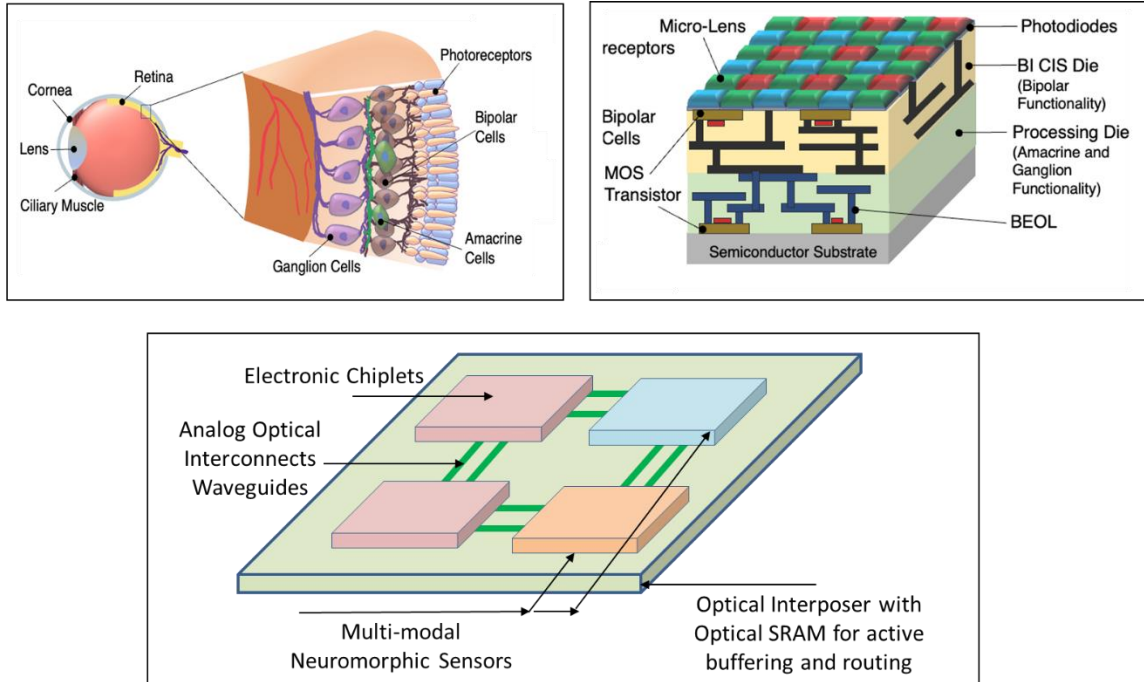 Retina
Cornea
Lens
Ciliary Muscle
Photoreceptors
Bipolar
Cells
Amacrine
Cells
Ganglion Cells
Micro-Lens
receptors
Bipolar
Cells
MOS
Transistor
Photodiodes
BI CIS Die
(Bipolar
Functionality)
Processing Die
(Amacrine and
Ganglion
Functionality)
BEOL
Semiconductor Substrate
Electronic Chiplets
Analog Optical
Interconnects
Waveguides
Multi-modal
Neuromorphic Sensors
Optical Interposer with
Optical SRAM for active
buffering and routing